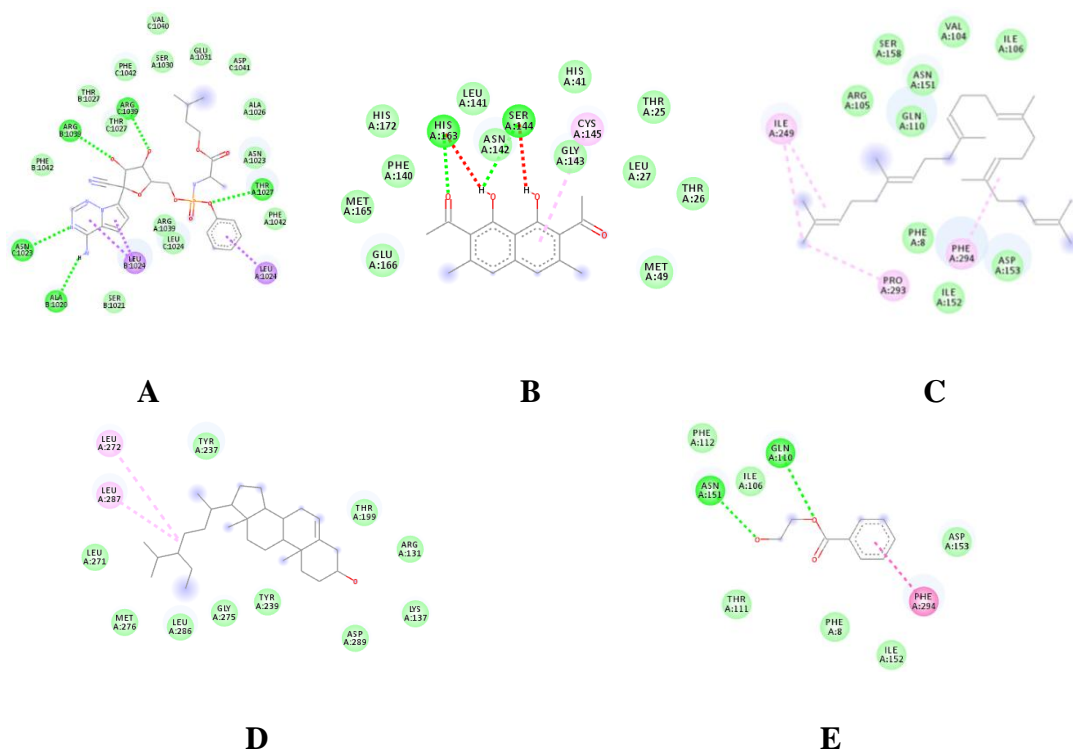 VAL
C:1040
PHE
C:1042
SER
A:1030
GLU
A:1031
ASP
C:1041
THR
B:1027
ARG
C:1039
ALA
A:1026
ARG
B:1039
THR
C:1027
ASN
A:1023
PHE
B:1042
THR
A:1027
ARG
A:1039
LEU
C:1024
PHE
A:1042
ASN
C:1023
LEU
B:1024
LEU
A:1024
H
ALA
B:1020
SER
B:1021
A
HIS
A:41
LEU
A:141
THR
A:25
HIS
A:172
HIS
A:163
SER
A:144
CYS
A:145
ASN
A:142
GLY
A:143
PHE
A:140
LEU
A:27
THR
A:26
MET
A:165
H
H
GLU
A:166
MET
A:49
B
VAL
A:104
SER
A:158
ILE
A:106
ASN
A:151
ARG
A:105
GLN
A:110
ILE
A:249
PHE
A:8
PHE
A:294
ASP
A:153
PRO
A:293
ILE
A:152
C
LEU
A:272
TYR
A:237
LEU
A:287
THR
A:199
LEU
A:271
ARG
A:131
MET
A:276
LEU
A:286
GLY
A:275
TYR
A:239
LYS
A:137
ASP
A:289
D
PHE
A:112
GLN
A:110
ASN
A:151
ILE
A:106
ASP
A:153
THR
A:111
PHE
A:8
PHE
A:294
ILE
A:152
E